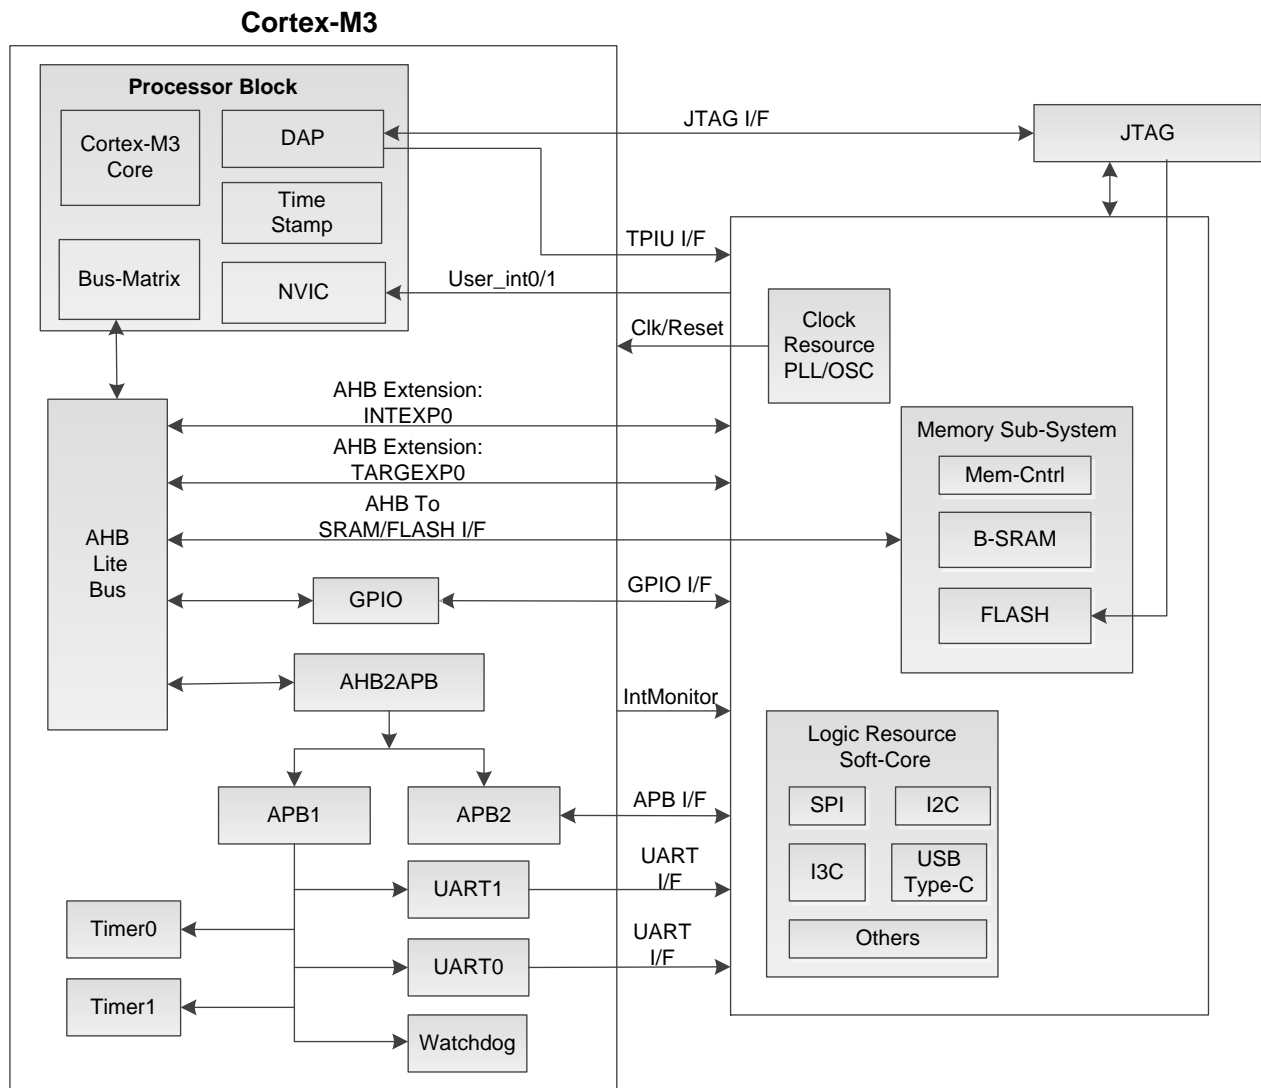 Cortex-M3
Processor Block
Cortex-M3
Core
DAP
Time
Stamp
Bus-Matrix
NVIC
JTAG I/F
JTAG
TPIU I/F
User_int0/1
Clk/Reset
Clock
Resource
PLL/OSC
AHB Extension:
INTEXP0
AHB Extension:
TARGEXP0
AHB To
SRAM/FLASH I/F
AHB
Lite
Bus
Memory Sub-System
Mem-Cntrl
B-SRAM
FLASH
GPIO
GPIO I/F
AHB2APB
IntMonitor
Logic Resource
Soft-Core
SPI
I2C
I3C
USB
Type-C
Others
APB1
APB2
APB I/F
UART1
UART
I/F
Timer0
UART0
UART
I/F
Timer1
Watchdog